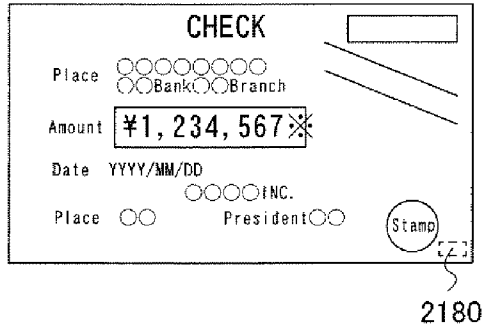 CHECK
Place ○○○○○○○○
○○Bank○○Branch
Amount ¥1,234,567※
Date YYYY/MM/DD
○○○○INC.
Place ○○ President○○
Stamp
2180